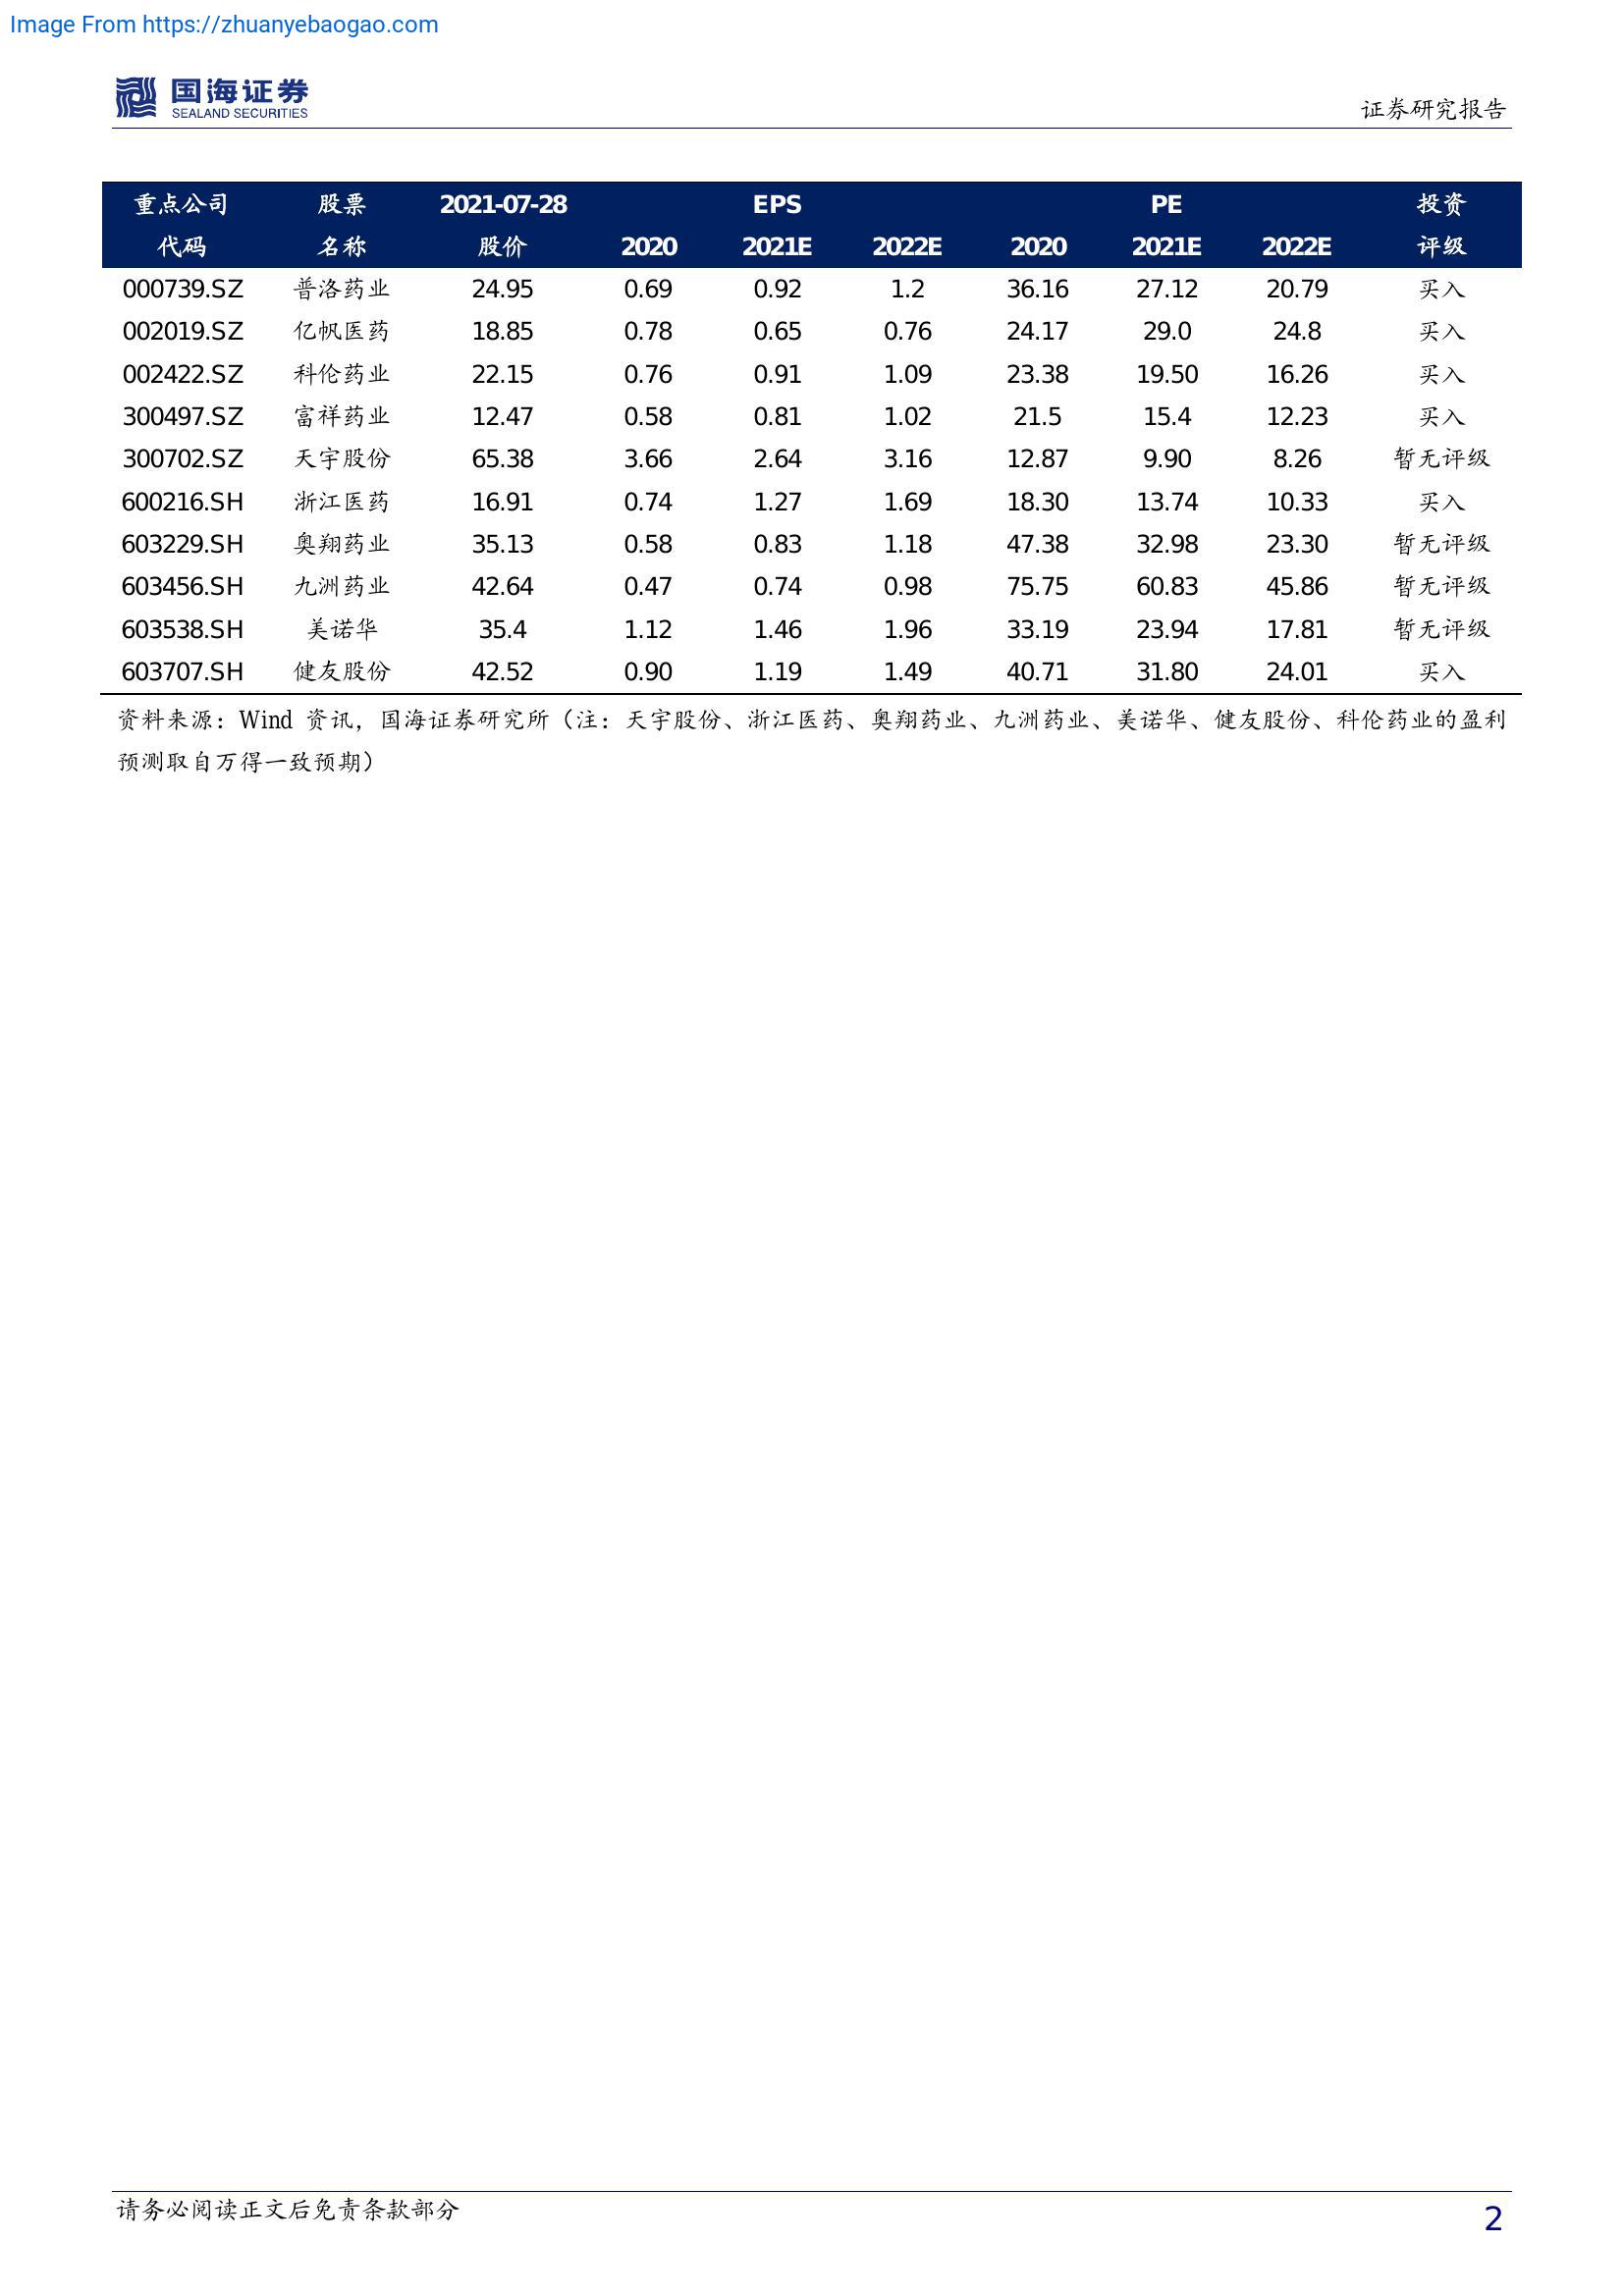 Image From https://zhuanyebaogao.com
国海证券
SEALAND SECURITIES
证券研究报告
重点公司 股票 2021-07-28 EPS PE 投资
代码 名称 股价 2020 2021E 2022E 2020 2021E 2022E 评级
000739.SZ 普洛药业 24.95 0.69 0.92 1.2 36.16 27.12 20.79 买入
002019.SZ 亿帆医药 18.85 0.78 0.65 0.76 24.17 29.0 24.8 买入
002422.SZ 科伦药业 22.15 0.76 0.91 1.09 23.38 19.50 16.26 买入
300497.SZ 富祥药业 12.47 0.58 0.81 1.02 21.5 15.4 12.23 买入
300702.SZ 天宇股份 65.38 3.66 2.64 3.16 12.87 9.90 8.26 暂无评级
600216.SH 浙江医药 16.91 0.74 1.27 1.69 18.30 13.74 10.33 买入
603229.SH 奥翔药业 35.13 0.58 0.83 1.18 47.38 32.98 23.30 暂无评级
603456.SH 九洲药业 42.64 0.47 0.74 0.98 75.75 60.83 45.86 暂无评级
603538.SH 美诺华 35.4 1.12 1.46 1.96 33.19 23.94 17.81 暂无评级
603707.SH 健友股份 42.52 0.90 1.19 1.49 40.71 31.80 24.01 买入
资料来源：Wind 资讯，国海证券研究所（注：天宇股份、浙江医药、奥翔药业、九洲药业、美诺华、健友股份、科伦药业的盈利
预测取自万得一致预期）
请务必阅读正文后免责条款部分
2